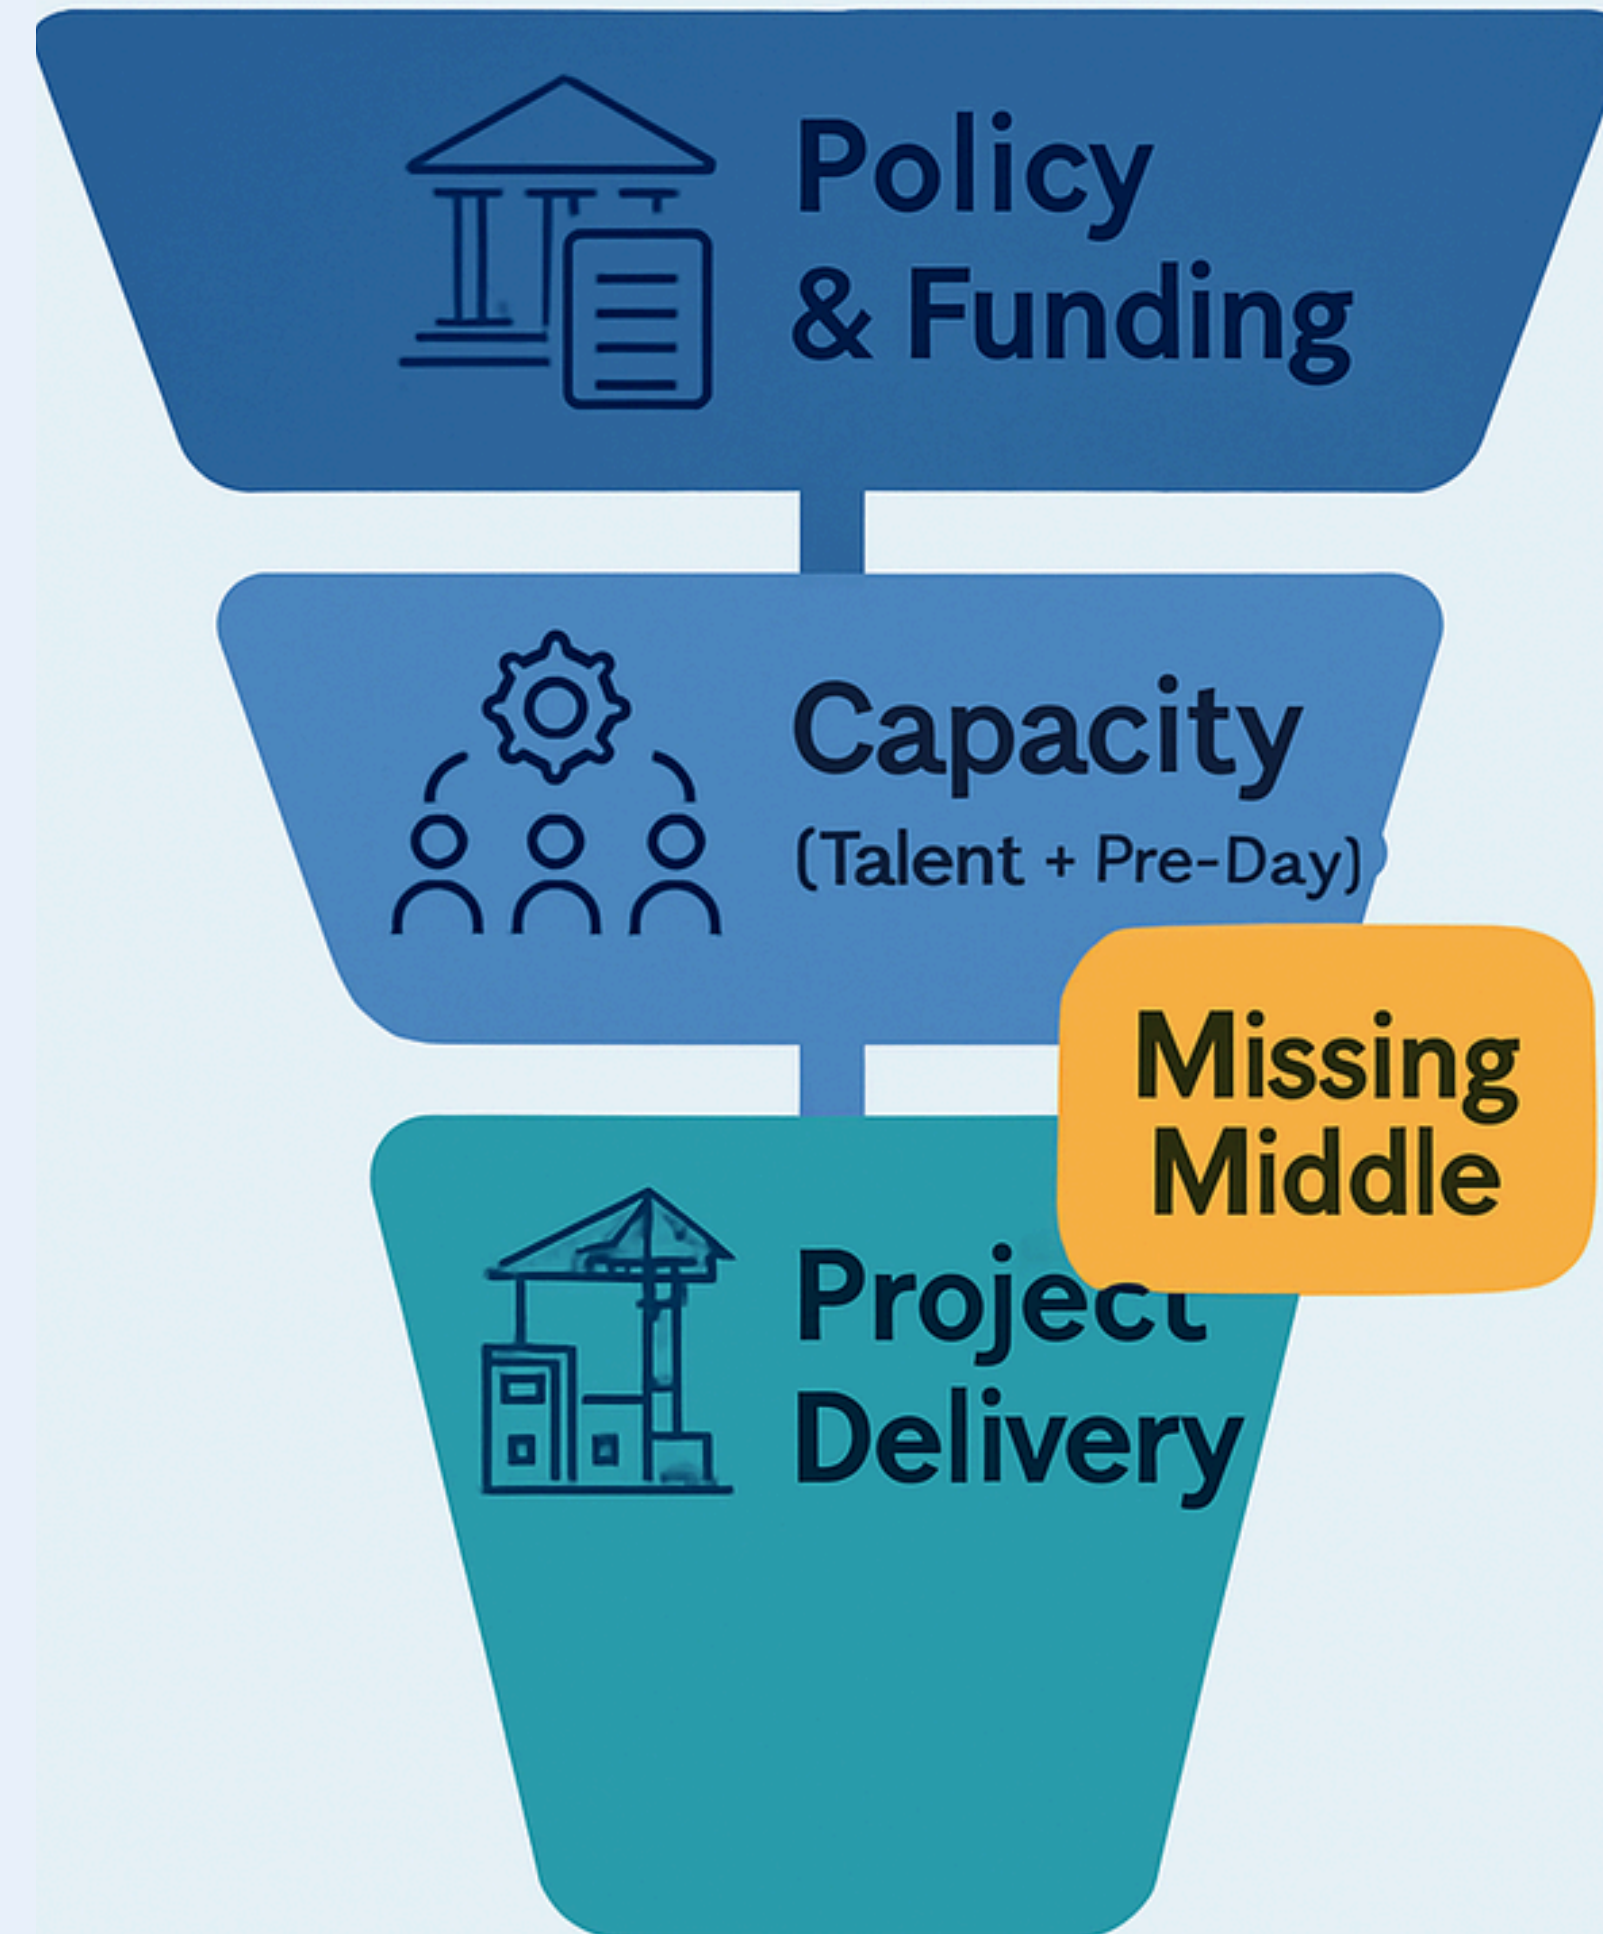 Policy
& Funding
Capacity
(Talent + Pre-Day)
Missing
Middle
Project
Delivery